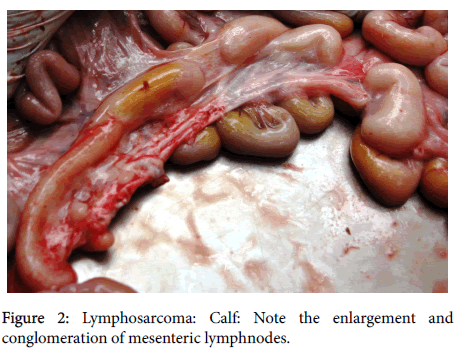 Figure 2: Lymphosarcoma: Calf: Note the enlargement and
conglomeration of mesenteric lymphnodes.